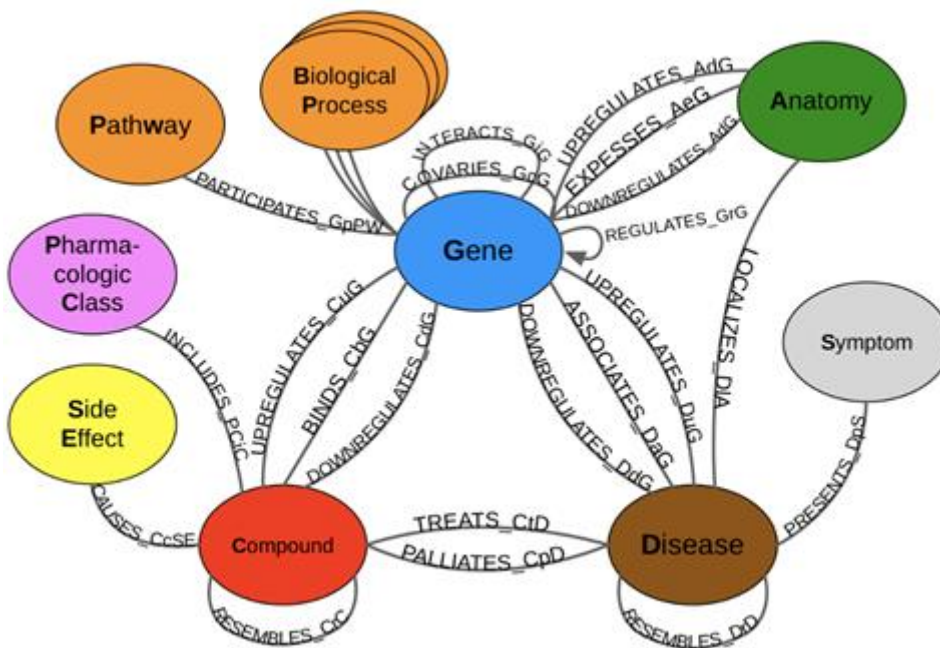 Biological
Process
Pathway
Anatomy
UPREGULATES_AdG
EXPESSES_AeG
DOWNREGULATES_AdG
INTERACTS_GiG
COVARIES_GcG
PARTICIPATES_GpPW
Gene
REGULATES_GrG
Pharma-
cologic
Class
INCLUDES_PCiC
UPREGULATES_CuG
BINDS_CbG
DOWNREGULATES_CdG
DOWNREGULATES_DdG
ASSOCIATES_DaG
UPREGULATES_DuG
LOCALIZES_DlA
Symptom
PRESENTS_DpS
Side
Effect
CAUSES_CcSE
Compound
TREATS_CtD
PALLIATES_CpD
Disease
RESEMBLES_CrC
RESEMBLES_DrD